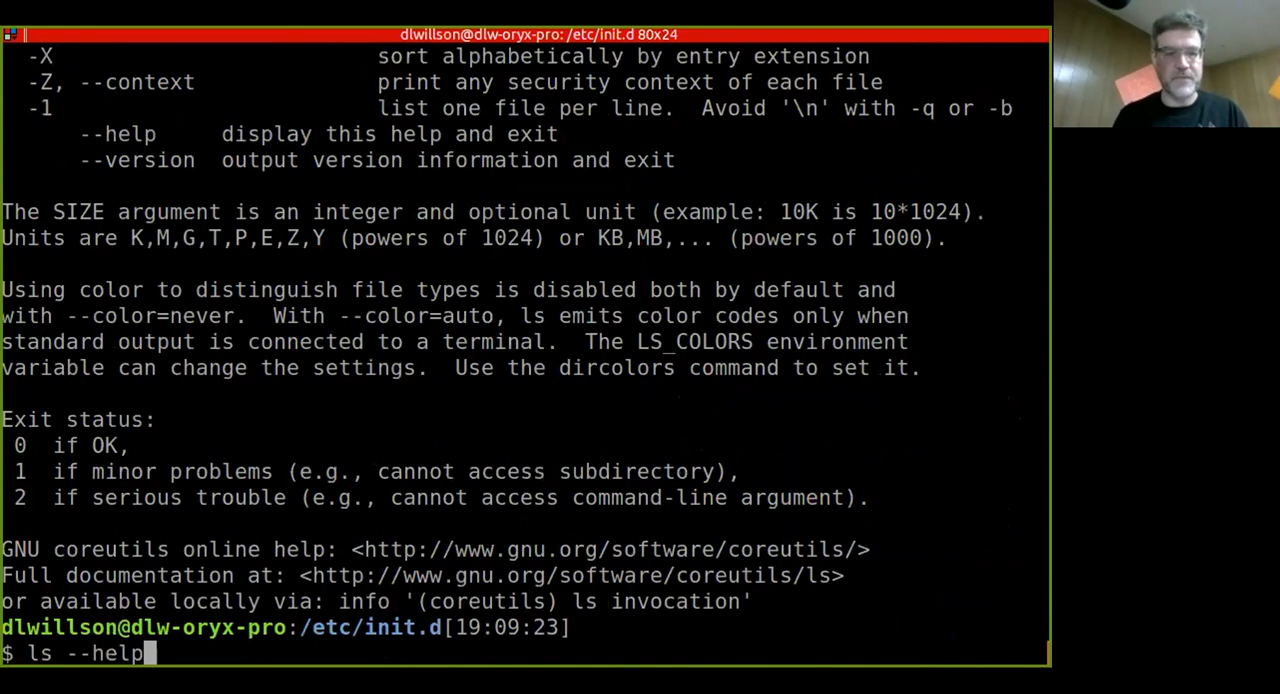 dlwillson@dlw-oryx-pro: /etc/init.d 80x24
-X sort alphabetically by entry extension
-Z, --context print any security context of each file
-1 list one file per line. Avoid '\n' with -q or -b
--help display this help and exit
--version output version information and exit
The SIZE argument is an integer and optional unit (example: 10K is 10*1024).
Units are K,M,G,T,P,E,Z,Y (powers of 1024) or KB,MB,... (powers of 1000).
Using color to distinguish file types is disabled both by default and
with --color=never. With --color=auto, ls emits color codes only when
standard output is connected to a terminal. The LS_COLORS environment
variable can change the settings. Use the dircolors command to set it.
Exit status:
0 if OK,
1 if minor problems (e.g., cannot access subdirectory),
2 if serious trouble (e.g., cannot access command-line argument).
GNU coreutils online help: <http://www.gnu.org/software/coreutils/>
Full documentation at: <http://www.gnu.org/software/coreutils/ls>
or available locally via: info '(coreutils) ls invocation'
dlwillson@dlw-oryx-pro:/etc/init.d[19:09:23]
$ ls --help